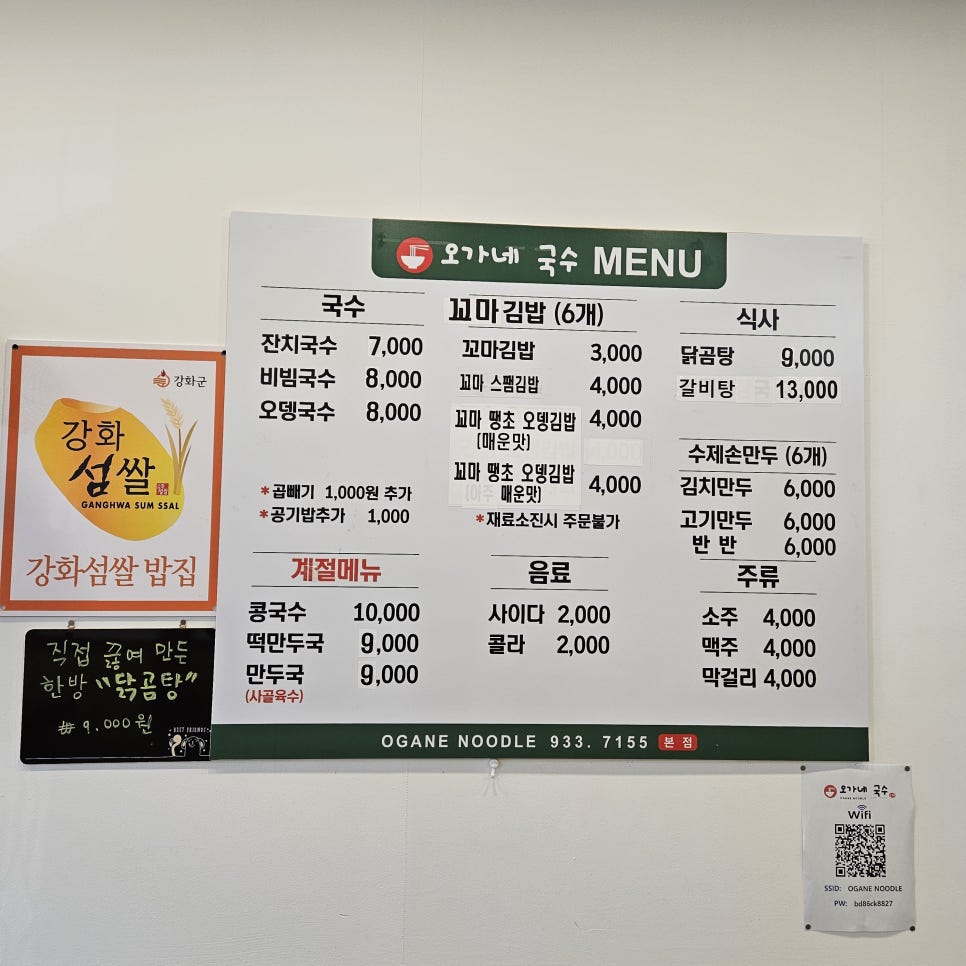 오가네 국수 MENU
국수
잔치국수 7,000
비빔국수 8,000
오뎅국수 8,000
*곱빼기 1,000원 추가
*공기밥추가 1,000
계절메뉴
콩국수 10,000
떡만두국 9,000
만두국 9,000
(사골육수)
꼬마김밥 (6개)
꼬마김밥 3,000
꼬마 스팸김밥 4,000
꼬마 땡초 오뎅김밥 4,000
(매운맛)
꼬마 땡초 오뎅김밥 4,000
(아주 매운맛)
*재료소진시 주문불가
음료
사이다 2,000
콜라 2,000
식사
닭곰탕 9,000
갈비탕 13,000
수제손만두 (6개)
김치만두 6,000
고기만두 6,000
반 반 6,000
주류
소주 4,000
맥주 4,000
막걸리 4,000
OGANE NOODLE 933. 7155 본점
강화군
강화
섬쌀
GANGHWA SUM SSAL
강화섬쌀 밥집
직접 끓여 만든
한방 "닭곰탕"
₩9.000원
BEST FRIENDS
오가네 국수
Wifi
SSID: OGANE NOODLE
PW: bd86ck8827